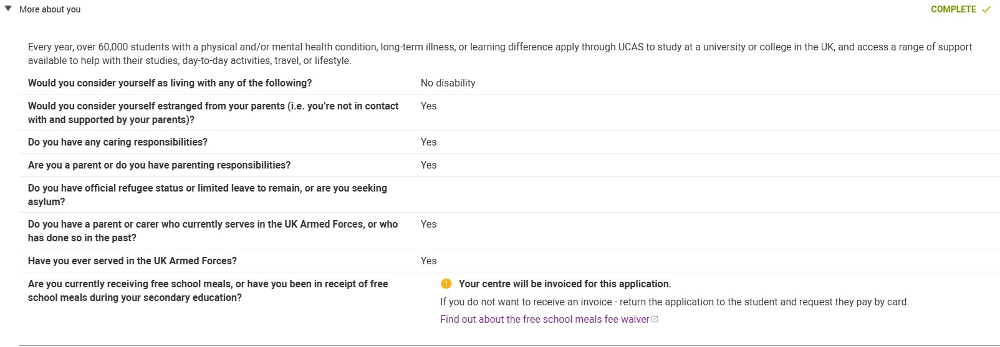 More about you
COMPLETE
Every year, over 60,000 students with a physical and/or mental health condition, long-term illness, or learning difference apply through UCAS to study at a university or college in the UK, and access a range of support
available to help with their studies, day-to-day activities, travel, or lifestyle.
Would you consider yourself as living with any of the following?
No disability
Would you consider yourself estranged from your parents (i.e. you’re not in contact
with and supported by your parents)?
Yes
Do you have any caring responsibilities?
Yes
Are you a parent or do you have parenting responsibilities?
Yes
Do you have official refugee status or limited leave to remain, or are you seeking
asylum?
Do you have a parent or carer who currently serves in the UK Armed Forces, or who
has done so in the past?
Yes
Have you ever served in the UK Armed Forces?
Yes
Are you currently receiving free school meals, or have you been in receipt of free
school meals during your secondary education?
Your centre will be invoiced for this application.
If you do not want to receive an invoice - return the application to the student and request they pay by card.
Find out about the free school meals fee waiver